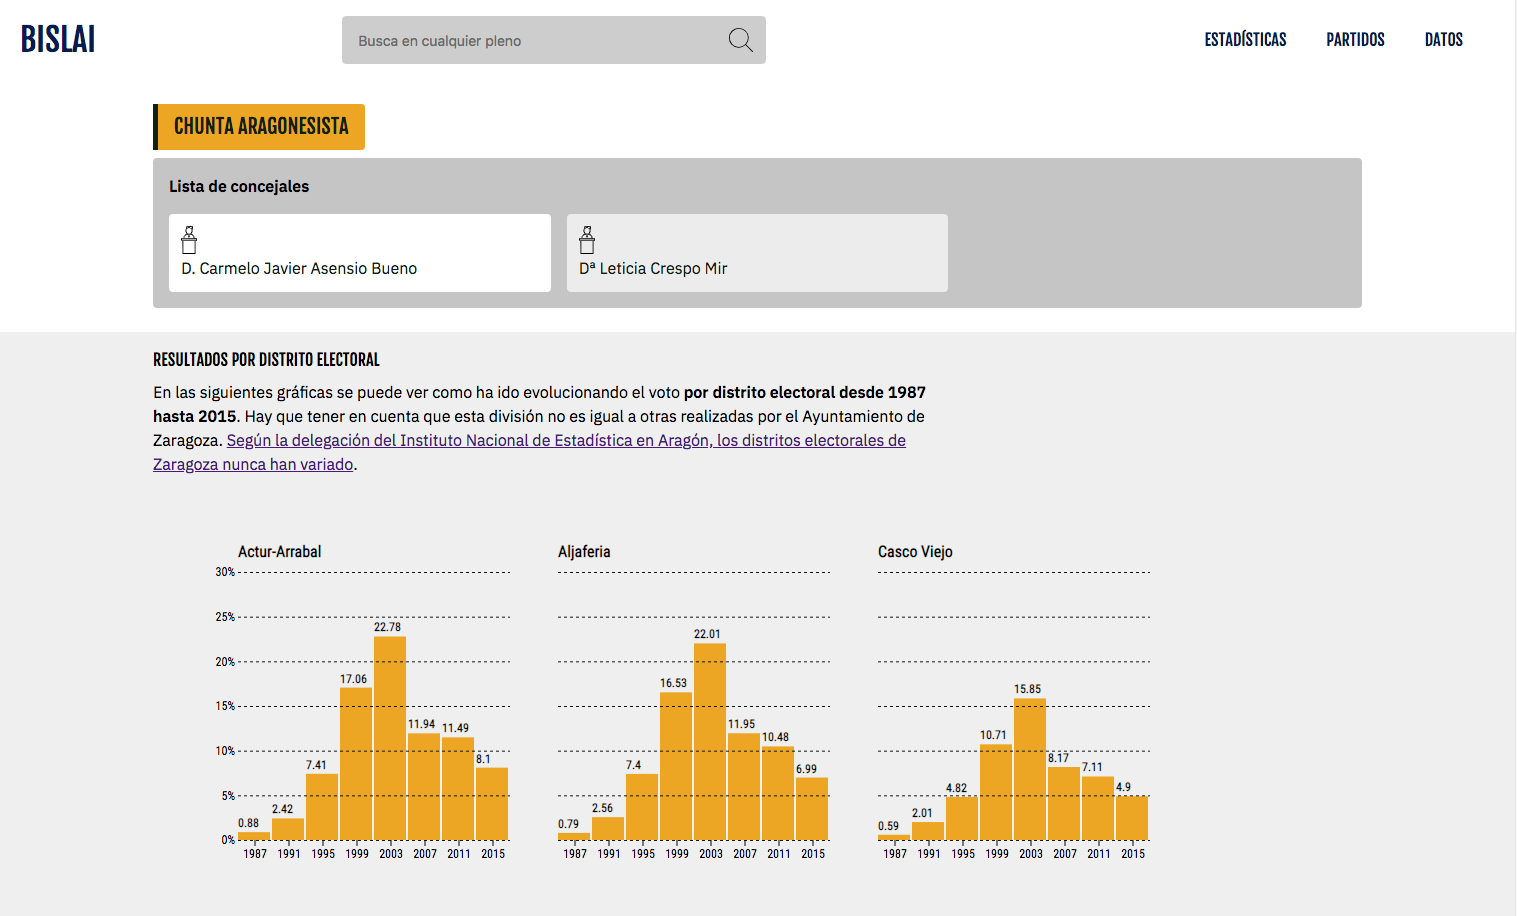 BISLAI
Busca en cualquier pleno
ESTADÍSTICAS PARTIDOS DATOS
CHUNTA ARAGONESISTA
Lista de concejales
D. Carmelo Javier Asensio Bueno
Dª Leticia Crespo Mir
RESULTADOS POR DISTRITO ELECTORAL
En las siguientes gráficas se puede ver como ha ido evolucionando el voto por distrito electoral desde 1987
hasta 2015. Hay que tener en cuenta que esta división no es igual a otras realizadas por el Ayuntamiento de
Zaragoza. Según la delegación del Instituto Nacional de Estadística en Aragón, los distritos electorales de
Zaragoza nunca han variado.
Actur-Arrabal
30%
25%
20%
15%
10%
5%
0%
0.88 2.42 7.41 17.06 22.78 11.94 11.49 8.1
1987 1991 1995 1999 2003 2007 2011 2015
Aljaferia
0.79 2.56 7.4 16.53 22.01 11.95 10.48 6.99
1987 1991 1995 1999 2003 2007 2011 2015
Casco Viejo
0.59 2.01 4.82 10.71 15.85 8.17 7.11 4.9
1987 1991 1995 1999 2003 2007 2011 2015